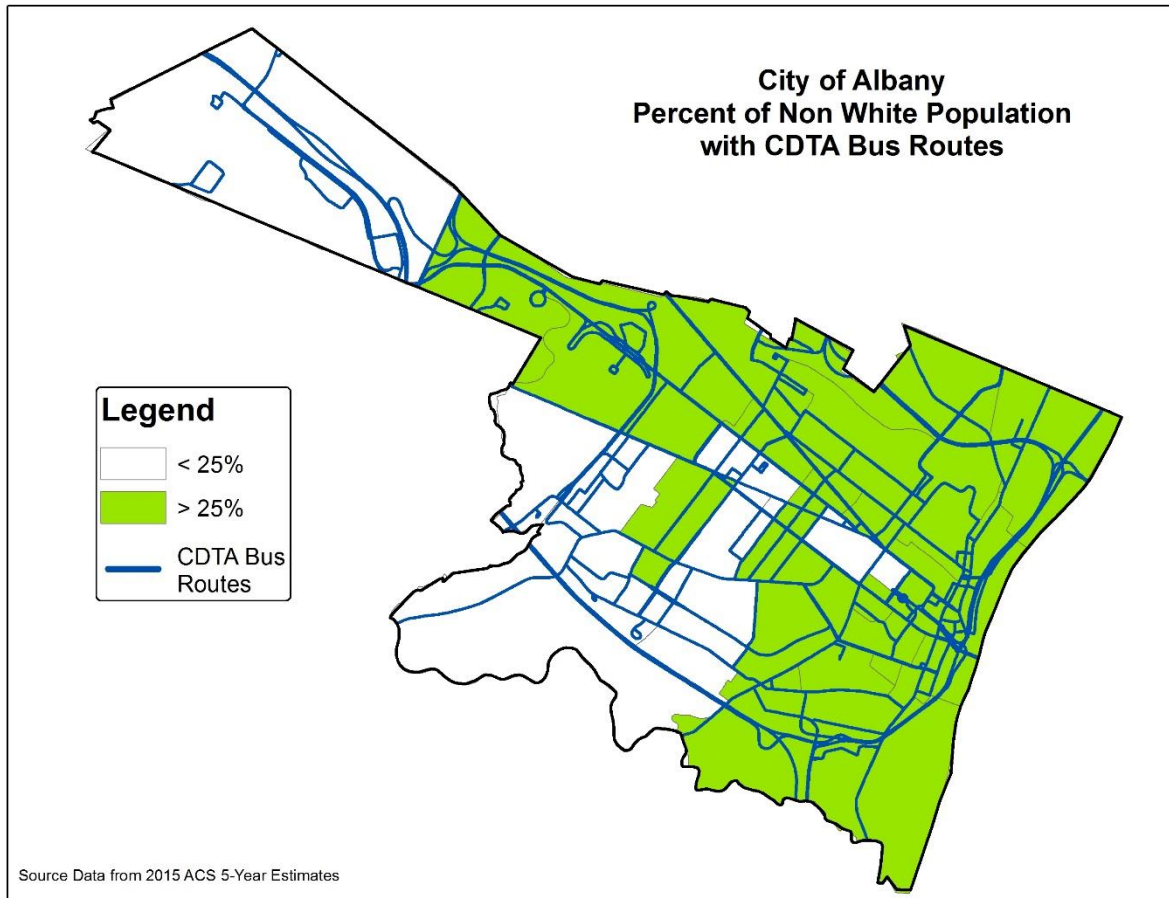 City of Albany
Percent of Non White Population
with CDTA Bus Routes
Legend
< 25%
> 25%
CDTA Bus
Routes
Source Data from 2015 ACS 5-Year Estimates